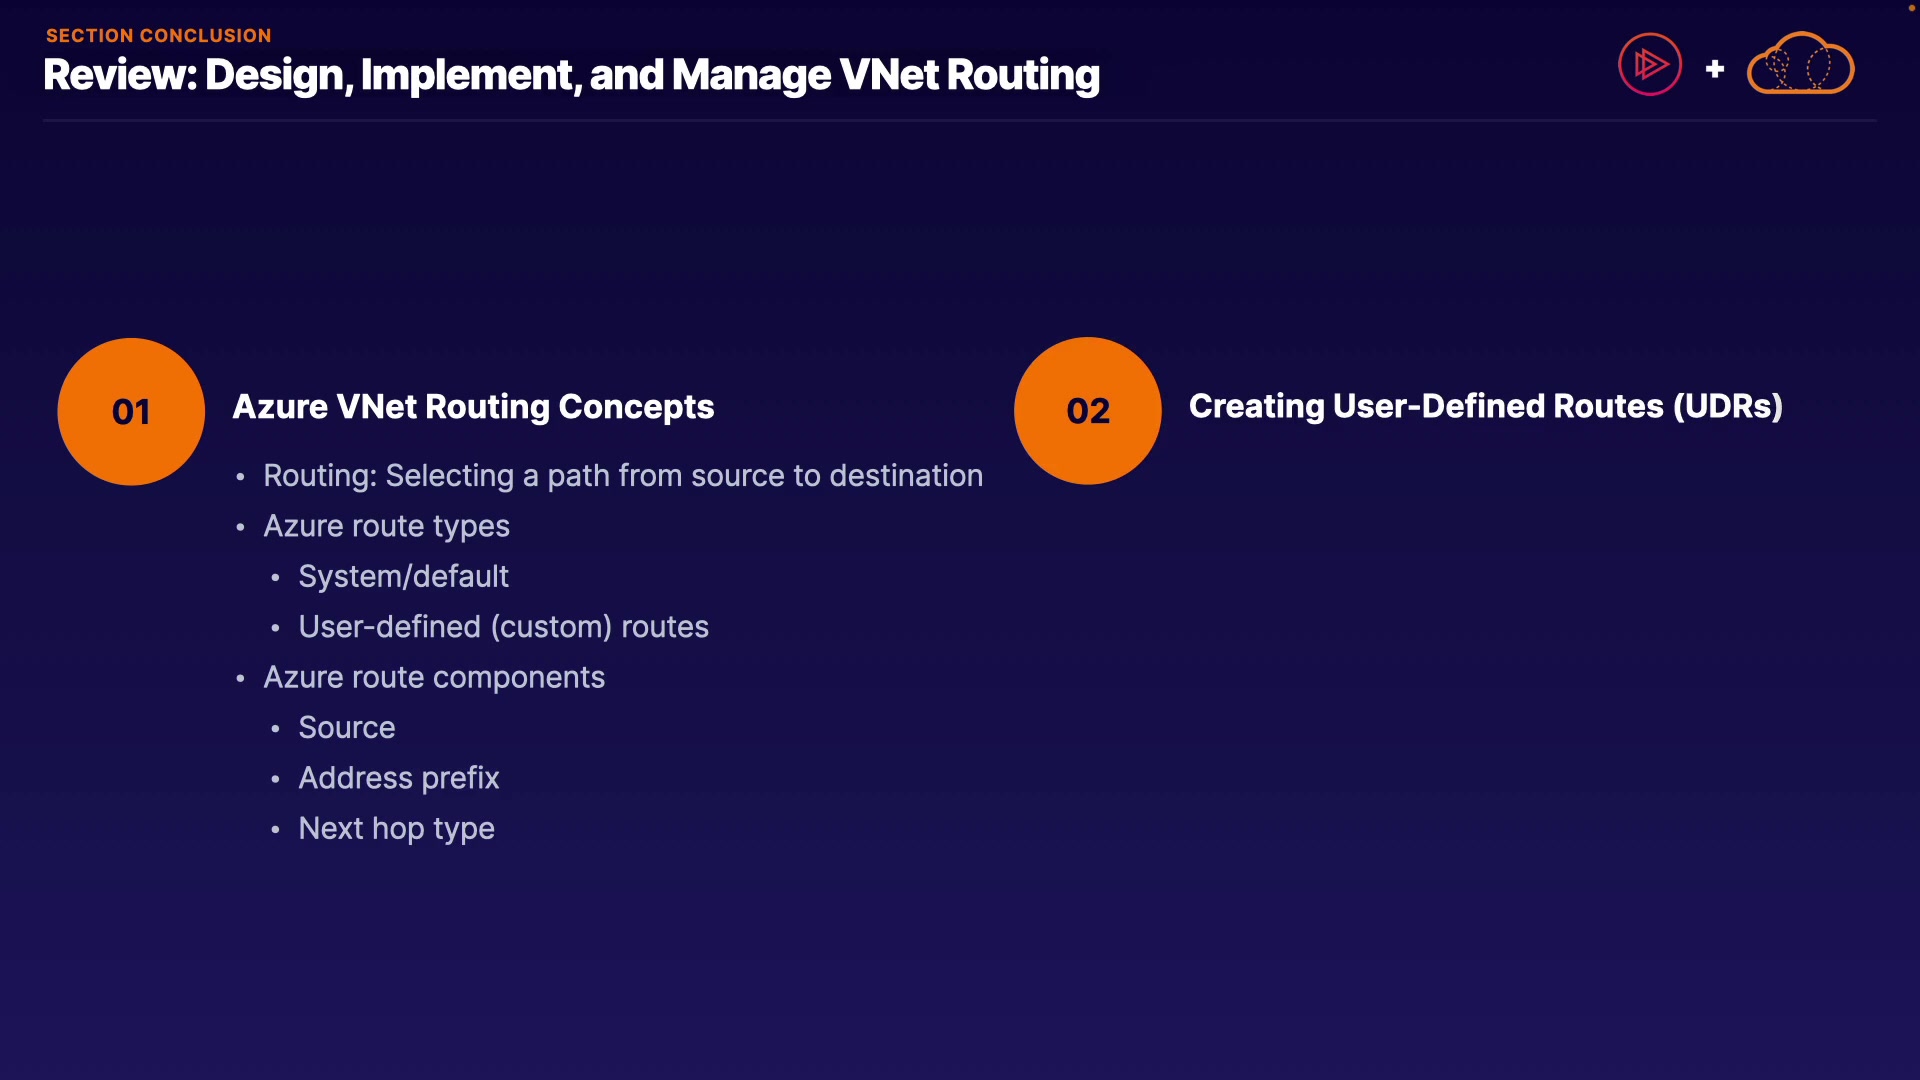 SECTION CONCLUSION
Review: Design, Implement, and Manage VNet Routing
+
01
Azure VNet Routing Concepts
• Routing: Selecting a path from source to destination
• Azure route types
• System/default
• User-defined (custom) routes
• Azure route components
• Source
• Address prefix
• Next hop type
02
Creating User-Defined Routes (UDRs)